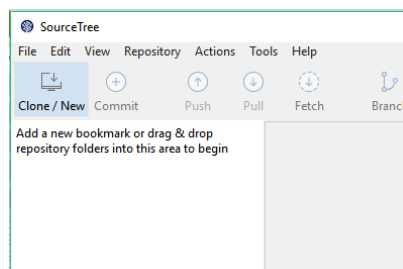 SourceTree
File Edit View Repository Actions Tools Help
Clone / New Commit Push Pull Fetch Branc
Add a new bookmark or drag & drop
repository folders into this area to begin